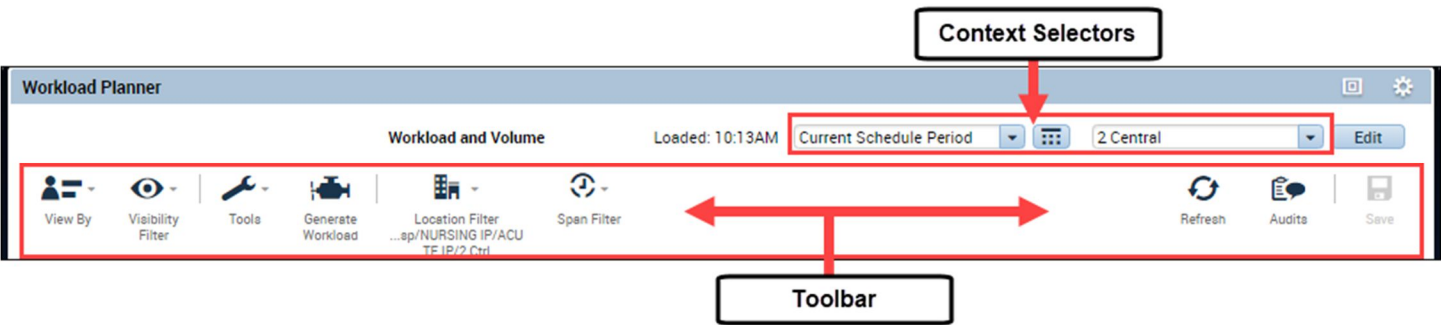 Context Selectors
Workload Planner
Workload and Volume Loaded: 10:13AM Current Schedule Period 2 Central Edit
View By Visibility Tools Generate Location Filter Span Filter Refresh Audits Save
Filter Workload ...sp/NURSING IP/ACU
TE IP/2 Ctrl
Toolbar